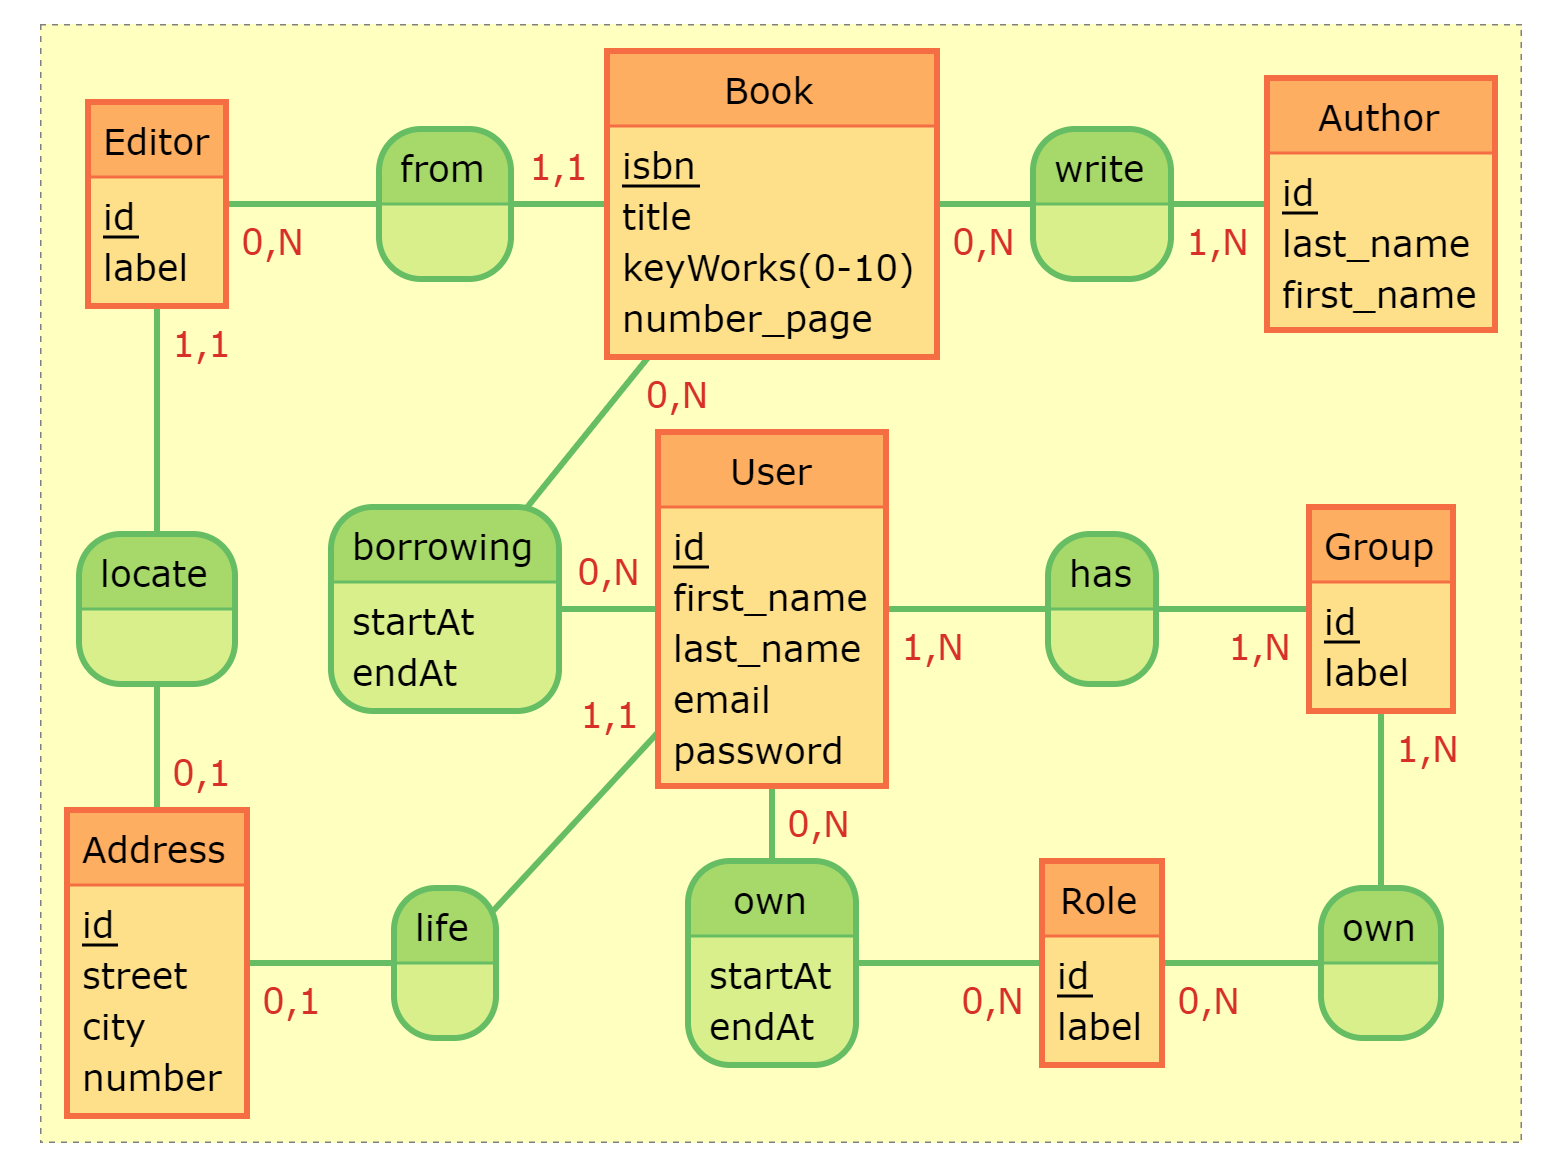 Editor
id
label
0,N
1,1
from
1,1
Book
isbn
title
keyWorks(0-10)
number_page
0,N
0,N
write
1,N
Author
id
last_name
first_name
locate
0,1
borrowing
startAt
endAt
0,N
1,1
User
id
first_name
last_name
email
password
1,N
0,N
has
1,N
Group
id
label
1,N
Address
id
street
city
number
0,1
life
own
startAt
endAt
0,N
Role
id
label
0,N
own